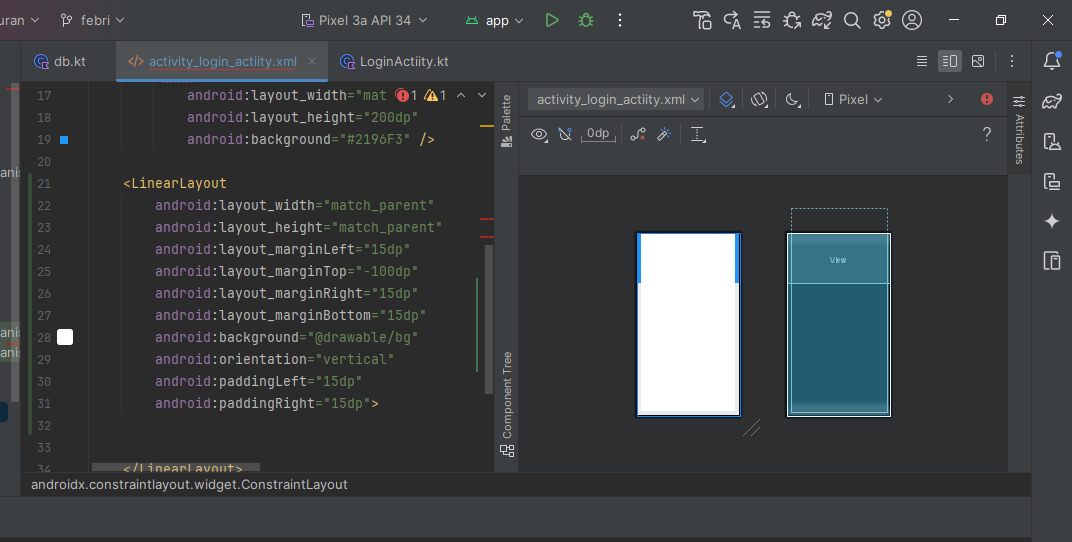 uran febri Pixel 3a API 34 app
db.kt activity_login_actiity.xml LoginActiity.kt
17 android:layout_width="mat 1 1
18 android:layout_height="200dp"
19 android:background="#2196F3" />
20
21 <LinearLayout
22 android:layout_width="match_parent"
23 android:layout_height="match_parent"
24 android:layout_marginLeft="15dp"
25 android:layout_marginTop="-100dp"
26 android:layout_marginRight="15dp"
27 android:layout_marginBottom="15dp"
28 android:background="@drawable/bg"
29 android:orientation="vertical"
30 android:paddingLeft="15dp"
31 android:paddingRight="15dp">
32
33
34 </LinearLayout>
anis
anis
anis
Palette
Component Tree
activity_login_actiity.xml Pixel
0dp ?
View
Attributes
androidx.constraintlayout.widget.ConstraintLayout